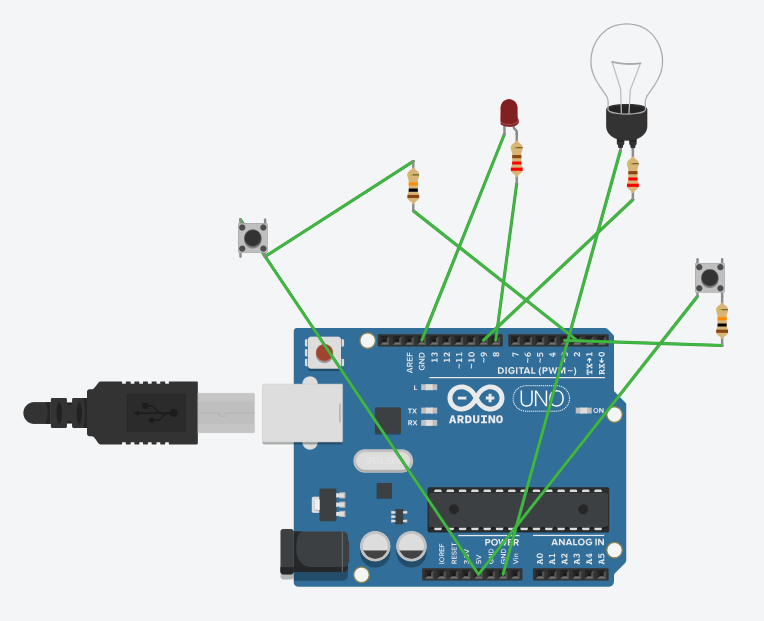 AREF
GND
13
12
~11
~10
~9
8
7
~6
~5
4
~3
2
TX→1
RX←0
DIGITAL (PWM~)
L
TX
RX
ARDUINO
UNO
ON
POWER
ANALOG IN
IOREF
RESET
3.3V
5V
GND
GND
Vin
A0
A1
A2
A3
A4
A5